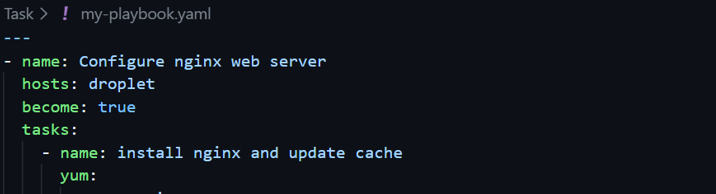 Task > ! my-playbook.yaml
---
- name: Configure nginx web server
hosts: droplet
become: true
tasks:
- name: install nginx and update cache
yum: